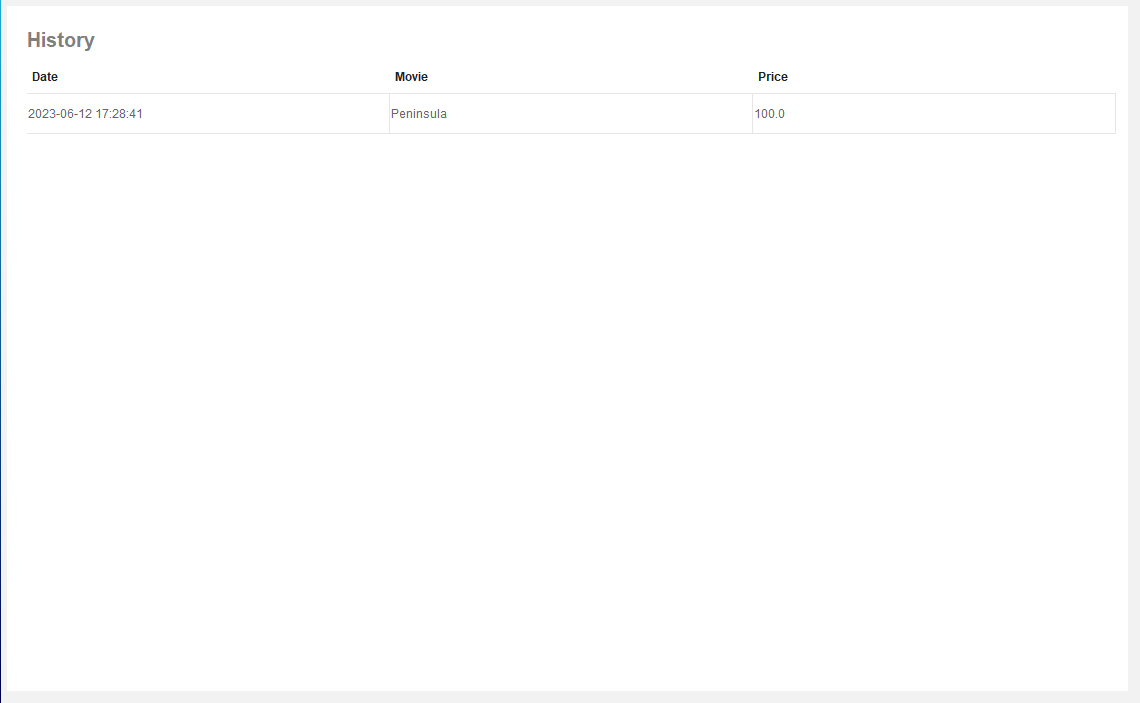 History
Date Movie Price
2023-06-12 17:28:41 Peninsula 100.0